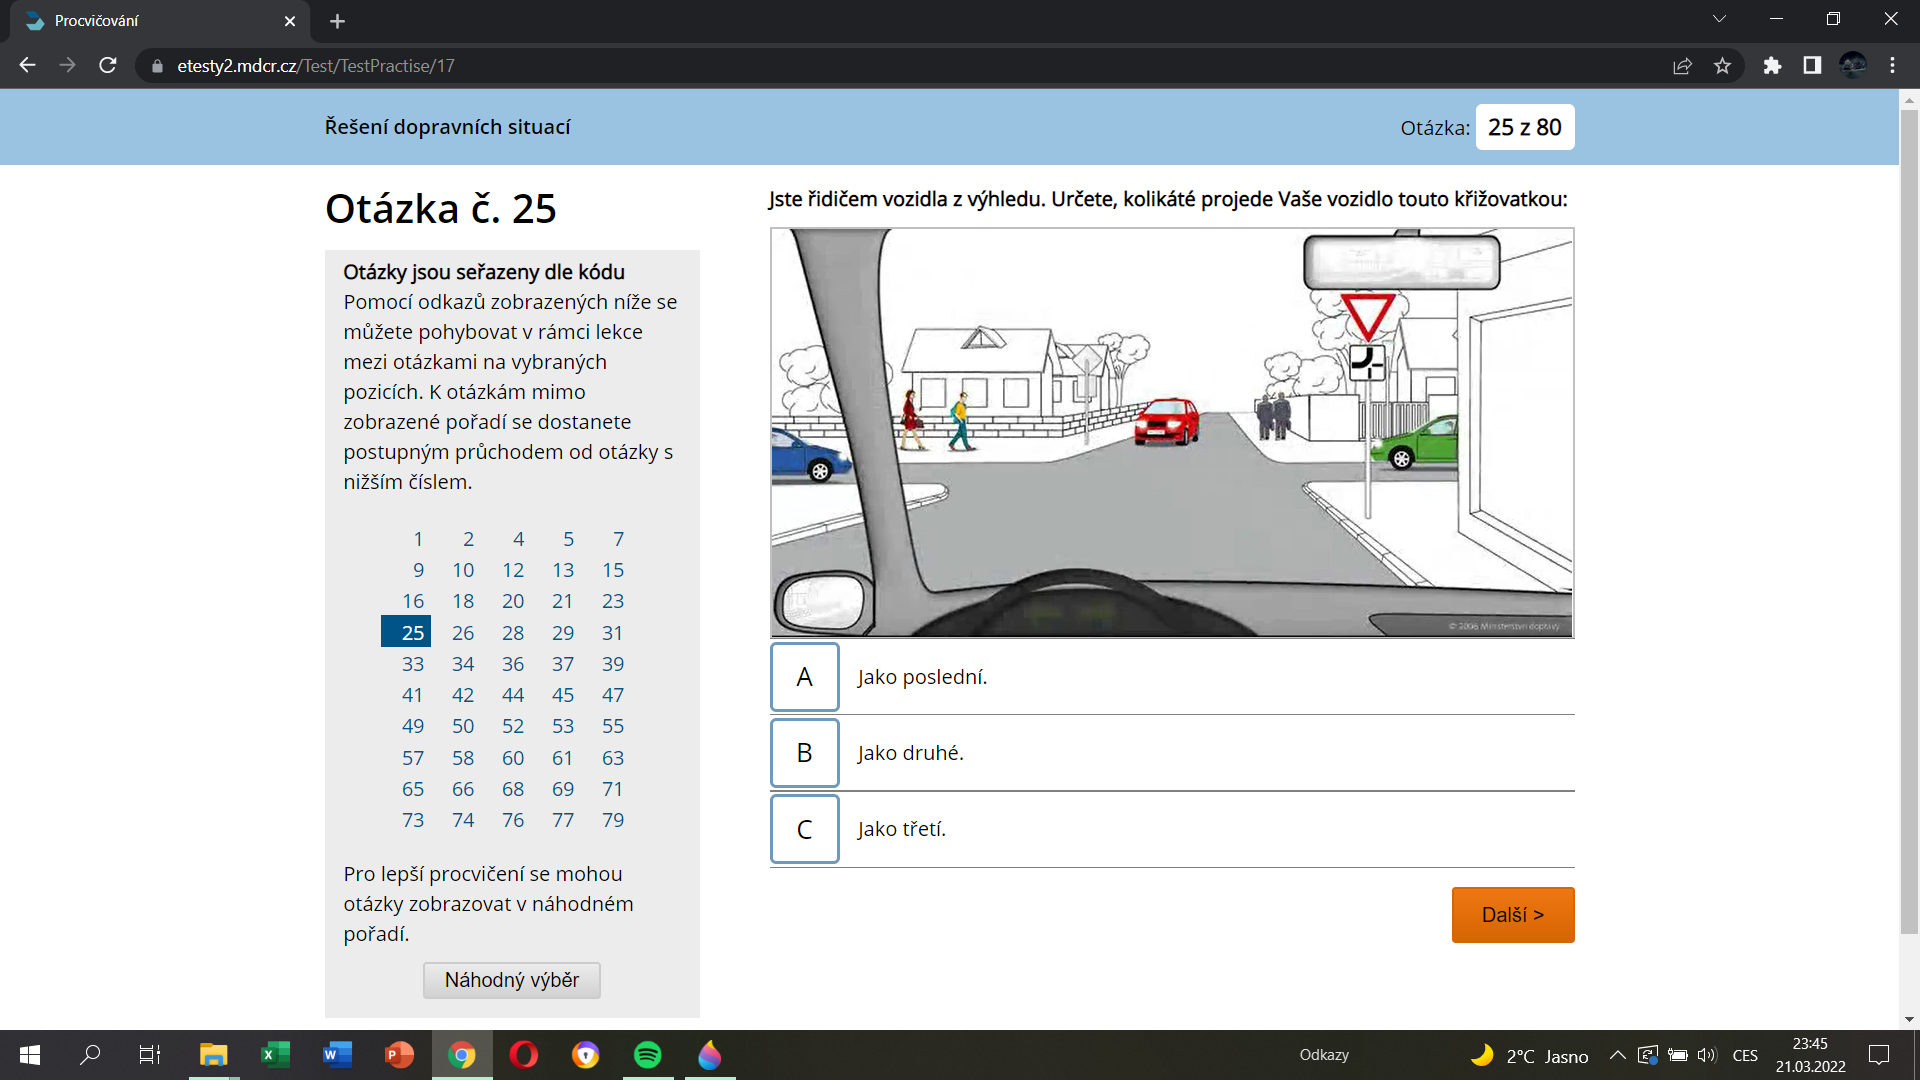 Procvičování
etesty2.mdcr.cz/Test/TestPractise/17
Řešení dopravních situací
Otázka: 25 z 80
Otázka č. 25
Otázky jsou seřazeny dle kódu
Pomocí odkazů zobrazených níže se
můžete pohybovat v rámci lekce
mezi otázkami na vybraných
pozicích. K otázkám mimo
zobrazené pořadí se dostanete
postupným průchodem od otázky s
nižším číslem.
1 2 4 5 7
9 10 12 13 15
16 18 20 21 23
25 26 28 29 31
33 34 36 37 39
41 42 44 45 47
49 50 52 53 55
57 58 60 61 63
65 66 68 69 71
73 74 76 77 79
Pro lepší procvičení se mohou
otázky zobrazovat v náhodném
pořadí.
Náhodný výběr
Jste řidičem vozidla z výhledu. Určete, kolikáté projede Vaše vozidlo touto křižovatkou:
© 2006 Ministerstvo dopravy
A Jako poslední.
B Jako druhé.
C Jako třetí.
Další >
Odkazy
2°C Jasno
CES
23:45
21.03.2022